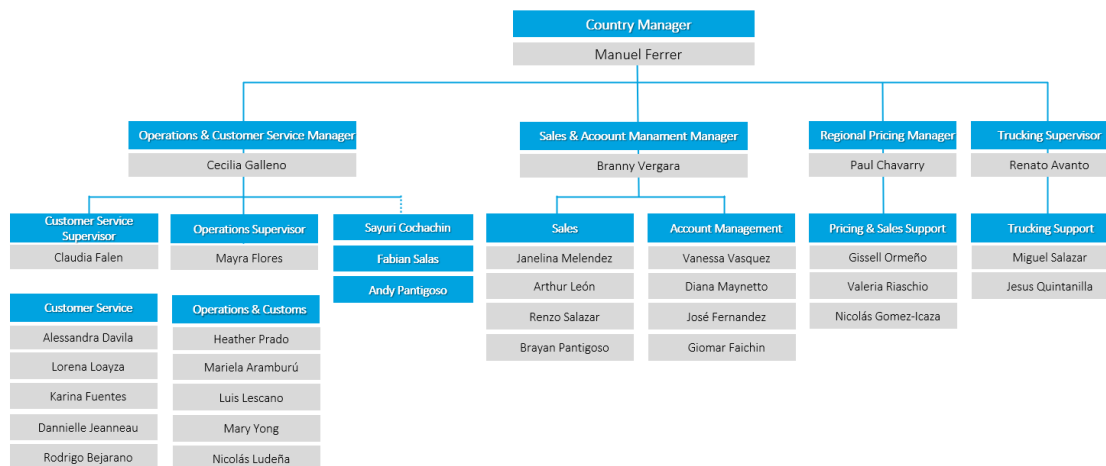 Country Manager
Manuel Ferrer
Operations & Customer Service Manager
Cecilia Galleno
Sales & Acoount Manament Manager
Branny Vergara
Regional Pricing Manager
Paul Chavarry
Trucking Supervisor
Renato Avanto
Customer Service
Supervisor
Claudia Falen
Operations Supervisor
Mayra Flores
Sayuri Cochachin
Fabian Salas
Andy Pantigoso
Sales
Janelina Melendez
Arthur León
Renzo Salazar
Brayan Pantigoso
Account Management
Vanessa Vasquez
Diana Maynetto
José Fernandez
Giomar Faichin
Pricing & Sales Support
Gissell Ormeño
Valeria Riaschio
Nicolás Gomez-Icaza
Trucking Support
Miguel Salazar
Jesus Quintanilla
Customer Service
Alessandra Davila
Lorena Loayza
Karina Fuentes
Dannielle Jeanneau
Rodrigo Bejarano
Operations & Customs
Heather Prado
Mariela Aramburú
Luis Lescano
Mary Yong
Nicolás Ludeña